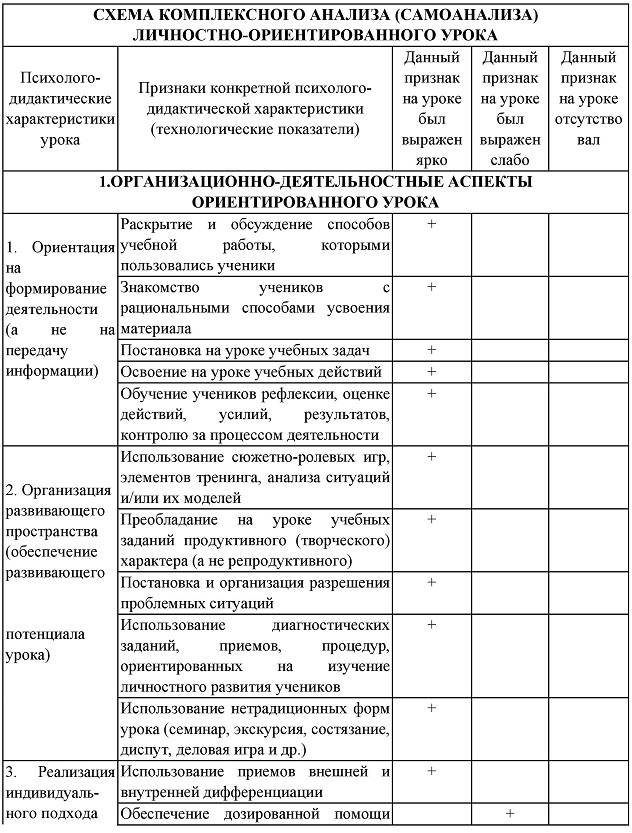 СХЕМА КОМПЛЕКСНОГО АНАЛИЗА (САМОАНАЛИЗА)
ЛИЧНОСТНО-ОРИЕНТИРОВАННОГО УРОКА
Психолого-
дидактические
характеристики
урока
Признаки конкретной психолого-
дидактической характеристики
(технологические показатели)
Данный
признак
на уроке
был
выражен
ярко
Данный
признак
на уроке
был
выражен
слабо
Данный
признак
на уроке
отсутство
вал
1.ОРГАНИЗАЦИОННО-ДЕЯТЕЛЬНОСТНЫЕ АСПЕКТЫ
ОРИЕНТИРОВАННОГО УРОКА
1. Ориентация
на
формирование
деятельности
(а не на
передачу
информации)
Раскрытие и обсуждение способов
учебной работы, которыми
пользовались ученики
+
Знакомство учеников с
рациональными способами усвоения
материала
+
Постановка на уроке учебных задач
+
Освоение на уроке учебных действий
+
Обучение учеников рефлексии, оценке
действий, усилий, результатов,
контролю за процессом деятельности
+
2. Организация
развивающего
пространства
(обеспечение
развивающего
потенциала
урока)
Использование сюжетно-ролевых игр,
элементов тренинга, анализа ситуаций
и/или их моделей
+
Преобладание на уроке учебных
заданий продуктивного (творческого)
характера (а не репродуктивного)
+
Постановка и организация разрешения
проблемных ситуаций
+
Использование диагностических
заданий, приемов, процедур,
ориентированных на изучение
личностного развития учеников
+
Использование нетрадиционных форм
урока (семинар, экскурсия, состязание,
диспут, деловая игра и др.)
+
3. Реализация
индивидуаль-
ного подхода
Использование приемов внешней и
внутренней дифференциации
+
Обеспечение дозированной помощи
+